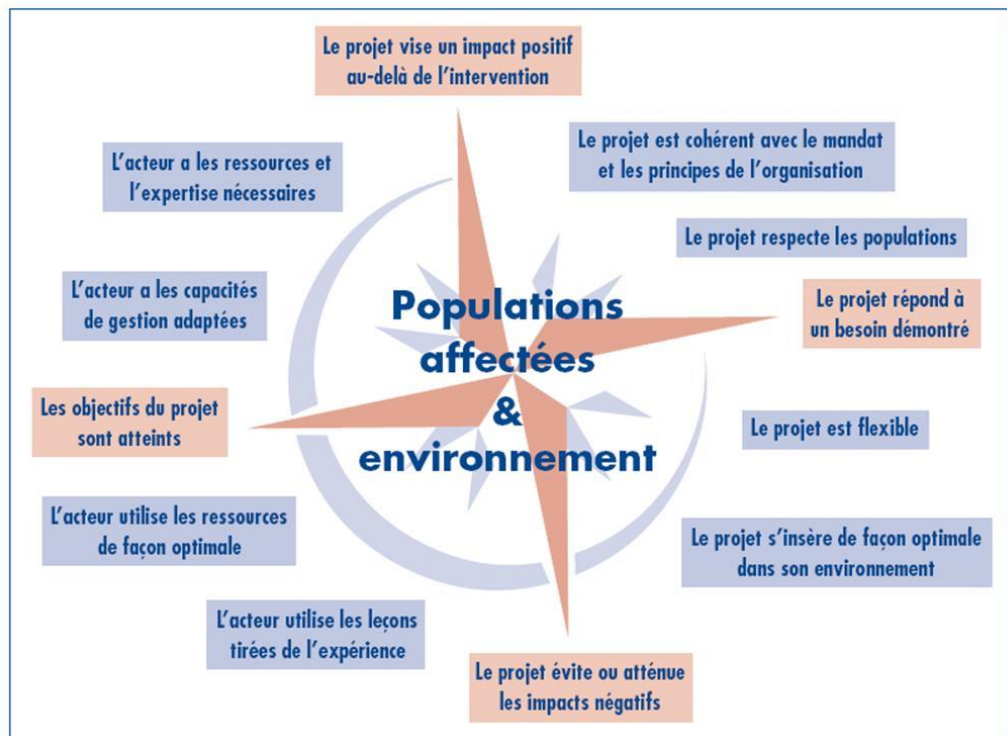 Le projet vise un impact positif
au-delà de l'intervention
Le projet est cohérent avec le mandat
et les principes de l'organisation
L'acteur a les ressources et
l'expertise nécessaires
Le projet respecte les populations
L'acteur a les capacités
de gestion adaptées
Le projet répond à
un besoin démontré
Populations
affectées
&
environnement
Les objectifs du projet
sont atteints
Le projet est flexible
L'acteur utilise les ressources
de façon optimale
Le projet s'insère de façon optimale
dans son environnement
L'acteur utilise les leçons
tirées de l'expérience
Le projet évite ou atténue
les impacts négatifs